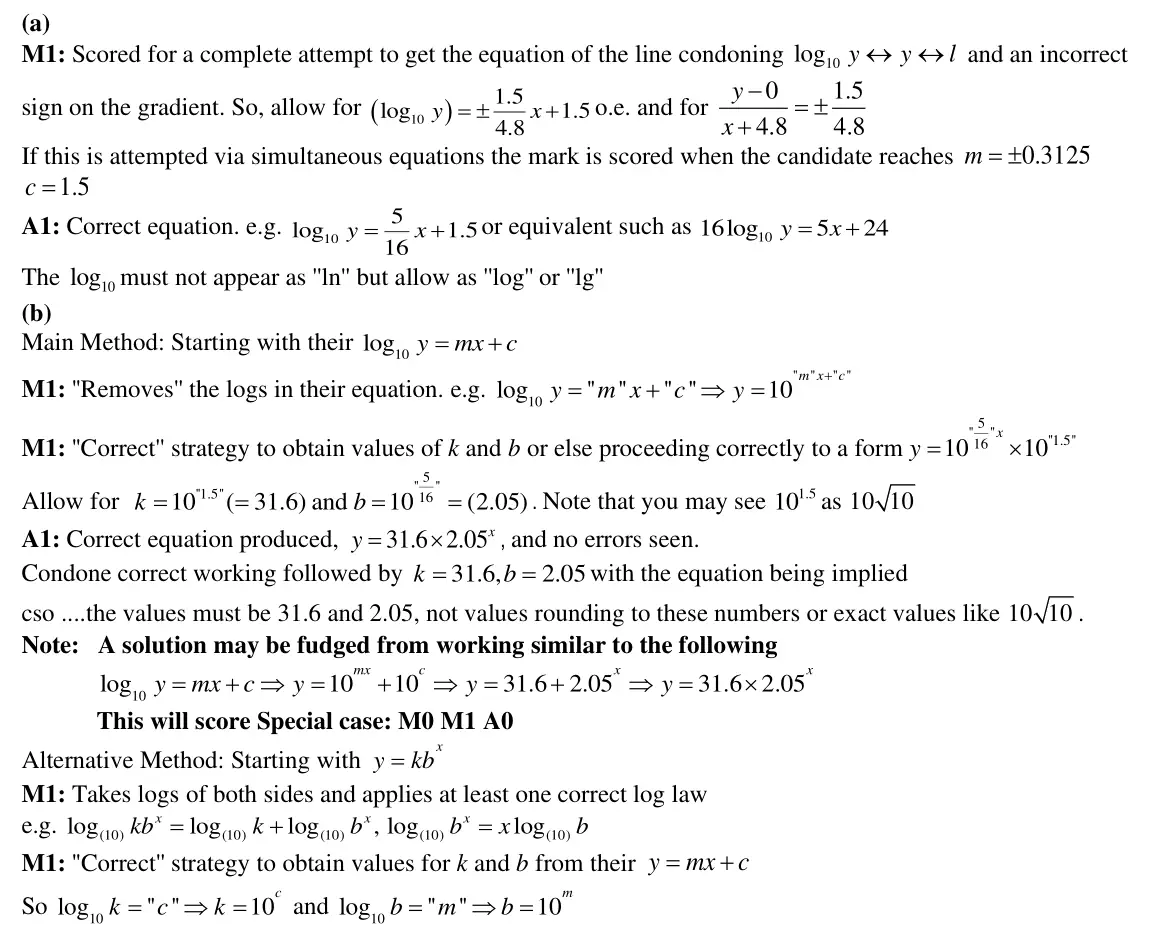 (a)
M1: Scored for a complete attempt to get the equation of the line condoning log₁₀ y ↔ y ↔ l and an incorrect
sign on the gradient. So, allow for (log₁₀ y) = ± 1.5/4.8 x + 1.5 o.e. and for (y − 0)/(x + 4.8) = ± 1.5/4.8
If this is attempted via simultaneous equations the mark is scored when the candidate reaches m = ±0.3125
c = 1.5
A1: Correct equation. e.g. log₁₀ y = 5/16 x + 1.5 or equivalent such as 16log₁₀ y = 5x + 24
The log₁₀ must not appear as "ln" but allow as "log" or "lg"
(b)
Main Method: Starting with their log₁₀ y = mx + c
M1: "Removes" the logs in their equation. e.g. log₁₀ y = "m" x + "c" ⇒ y = 10^("m"x+"c")
M1: "Correct" strategy to obtain values of k and b or else proceeding correctly to a form y = 10^("5/16"x) × 10^("1.5")
Allow for k = 10^("1.5") (= 31.6) and b = 10^("5/16") = (2.05) . Note that you may see 10^1.5 as 10√10
A1: Correct equation produced, y = 31.6 × 2.05^x , and no errors seen.
Condone correct working followed by k = 31.6, b = 2.05 with the equation being implied
cso ....the values must be 31.6 and 2.05, not values rounding to these numbers or exact values like 10√10 .
Note: A solution may be fudged from working similar to the following
log₁₀ y = mx + c ⇒ y = 10^(mx) + 10^c ⇒ y = 31.6 + 2.05^x ⇒ y = 31.6 × 2.05^x
This will score Special case: M0 M1 A0
Alternative Method: Starting with y = kb^x
M1: Takes logs of both sides and applies at least one correct log law
e.g. log₍₁₀₎ kb^x = log₍₁₀₎ k + log₍₁₀₎ b^x , log₍₁₀₎ b^x = x log₍₁₀₎ b
M1: "Correct" strategy to obtain values for k and b from their y = mx + c
So log₁₀ k = "c" ⇒ k = 10^c and log₁₀ b = "m" ⇒ b = 10^m